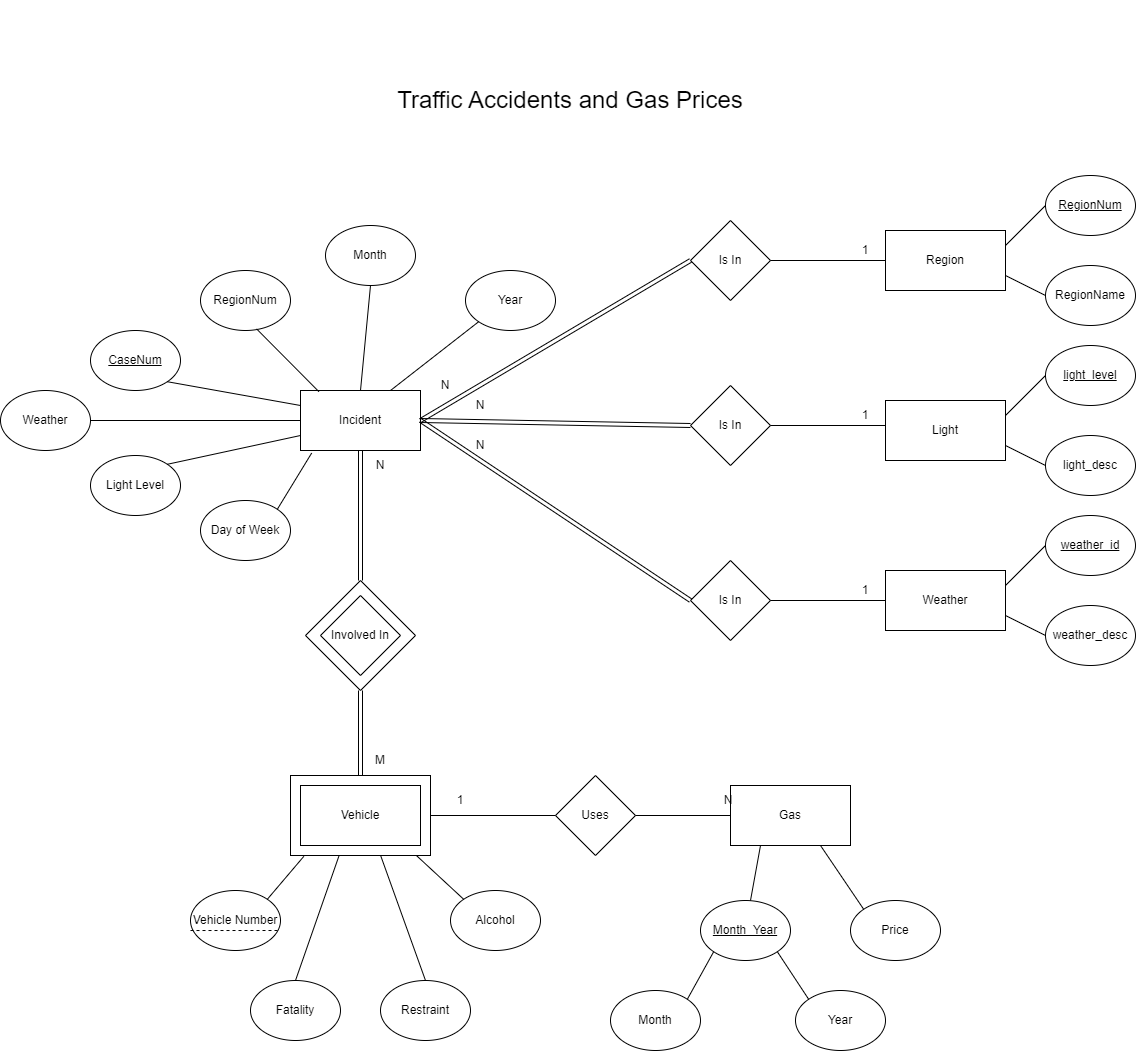 Traffic Accidents and Gas Prices
RegionNum
Is In
1
Region
RegionName
Month
RegionNum
Year
CaseNum
N
Weather
Incident
N
N
N
Light Level
Day of Week
light_level
Is In
1
Light
light_desc
weather_id
Is In
1
Weather
weather_desc
Involved In
M
Vehicle
1
Uses
N
Gas
Vehicle Number
Alcohol
Fatality
Restraint
Month_Year
Price
Month
Year